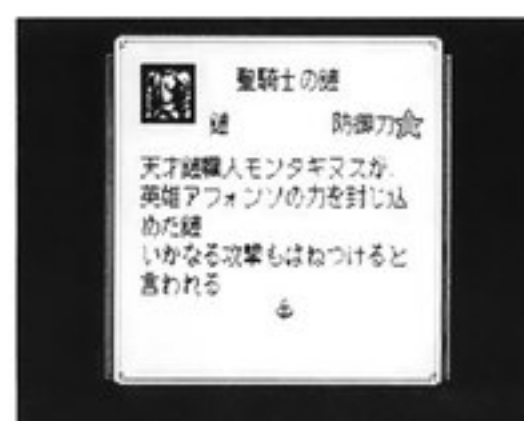 聖騎士の鎧
鎧 防御力☆
天才鎧職人モンタギヌスが、
英雄アフォンソの力を封じ込
めた鎧
いかなる攻撃もはねつけると
言われる